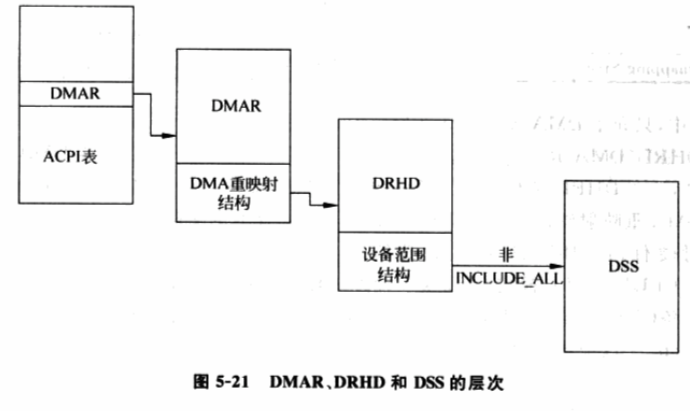 DMAR
ACPI表
DMAR
DMA重映射
结构
DRHD
设备范围
结构
非
INCLUDE_ALL
DSS
图 5-21 DMAR、DRHD 和 DSS 的层次